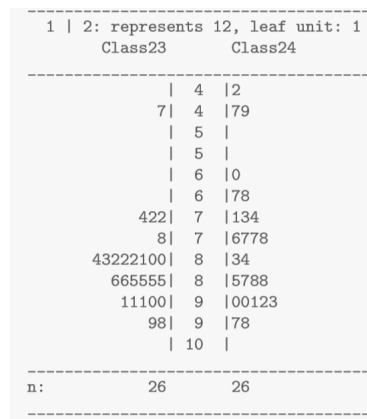 1 | 2: represents 12, leaf unit: 1
Class23 Class24
| 4 |2
7| 4 |79
| 5 |
| 5 |
| 6 |0
| 6 |78
422| 7 |134
8| 7 |6778
43222100| 8 |34
665555| 8 |5788
11100| 9 |00123
98| 9 |78
| 10 |
n: 26 26